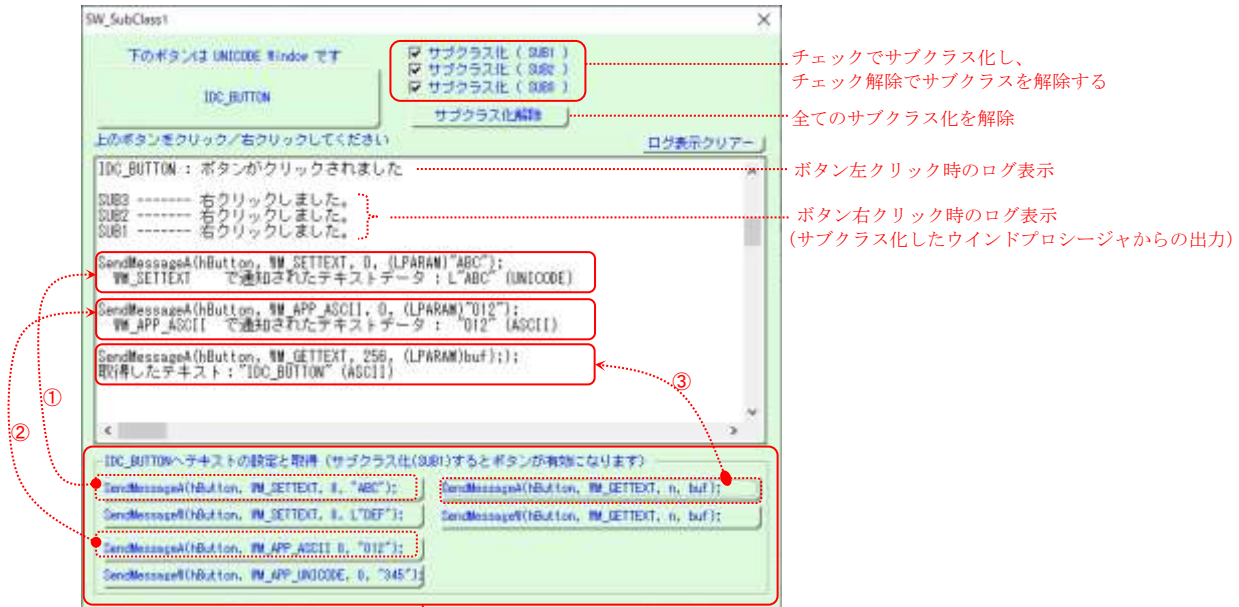 SW_SubClass1
下のボタンは UNICODE Window です
サブクラス化 ( SUB1 )
サブクラス化 ( SUB2 )
サブクラス化 ( SUB3 )
チェックでサブクラス化し、
チェック解除でサブクラスを解除する
IDC_BUTTON
サブクラス化解除
全てのサブクラス化を解除
上のボタンをクリック/右クリックしてください
ログ表示クリアー
IDC_BUTTON : ボタンがクリックされました
ボタン左クリック時のログ表示
SUB3 ------- 右クリックしました。
SUB2 ------- 右クリックしました。
SUB1 ------- 右クリックしました。
ボタン右クリック時のログ表示
(サブクラス化したウインドプロシージャからの出力)
SendMessageA(hButton, WM_SETTEXT, 0, (LPARAM)"ABC");
WM_SETTEXT で通知されたテキストデータ : L"ABC" (UNICODE)
SendMessageA(hButton, WM_APP_ASCII, 0, (LPARAM)"012");
WM_APP_ASCII で通知されたテキストデータ : "012" (ASCII)
SendMessageA(hButton, WM_GETTEXT, 256, (LPARAM)buf););
取得したテキスト : "IDC_BUTTON" (ASCII)
①
②
③
IDC_BUTTONへテキストの設定と取得 (サブクラス化(SUB1)するとボタンが有効になります)
SendMessageA(hButton, WM_SETTEXT, 0, "ABC");
SendMessageA(hButton, WM_GETTEXT, n, buf);
SendMessageW(hButton, WM_SETTEXT, 0, L"DEF");
SendMessageW(hButton, WM_GETTEXT, n, buf);
SendMessageA(hButton, WM_APP_ASCII 0, "012");
SendMessageW(hButton, WM_APP_UNICODE, 0, "345");